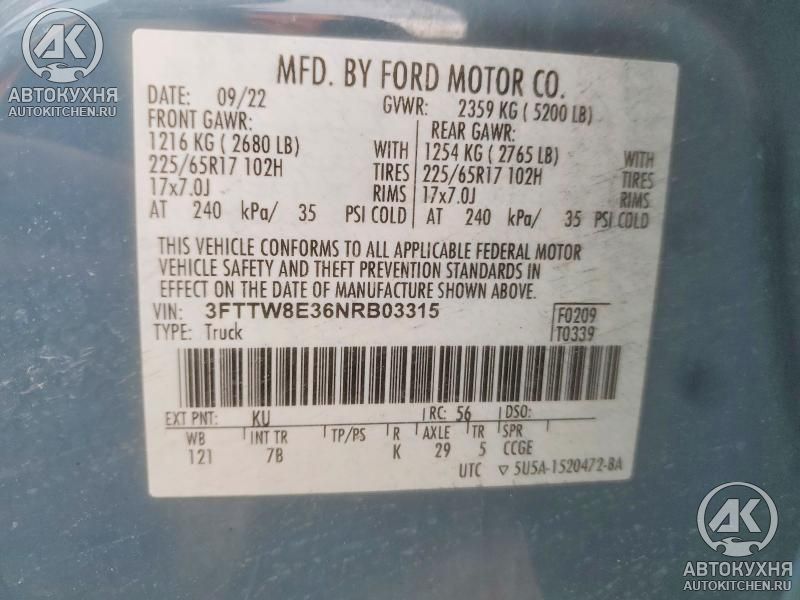 АК
АВТОКУХНЯ
AUTOKITCHEN.RU
MFD. BY FORD MOTOR CO.
DATE: 09/22 GVWR: 2359 KG ( 5200 LB)
FRONT GAWR: REAR GAWR:
1216 KG ( 2680 LB) WITH 1254 KG ( 2765 LB) WITH
225/65R17 102H TIRES 225/65R17 102H TIRES
17x7.0J RIMS 17x7.0J RIMS
AT 240 kPa/ 35 PSI COLD AT 240 kPa/ 35 PSI COLD
THIS VEHICLE CONFORMS TO ALL APPLICABLE FEDERAL MOTOR
VEHICLE SAFETY AND THEFT PREVENTION STANDARDS IN
EFFECT ON THE DATE OF MANUFACTURE SHOWN ABOVE.
VIN: 3FTTW8E36NRB03315 F0209
TYPE: Truck T0339
EXT PNT: KU RC: 56 DSO:
WB INT TR TP/PS R AXLE TR SPR
121 7B K 29 5 CCGE
UTC ▽ 5U5A-1520472-BA
АК
АВТОКУХНЯ
AUTOKITCHEN.RU